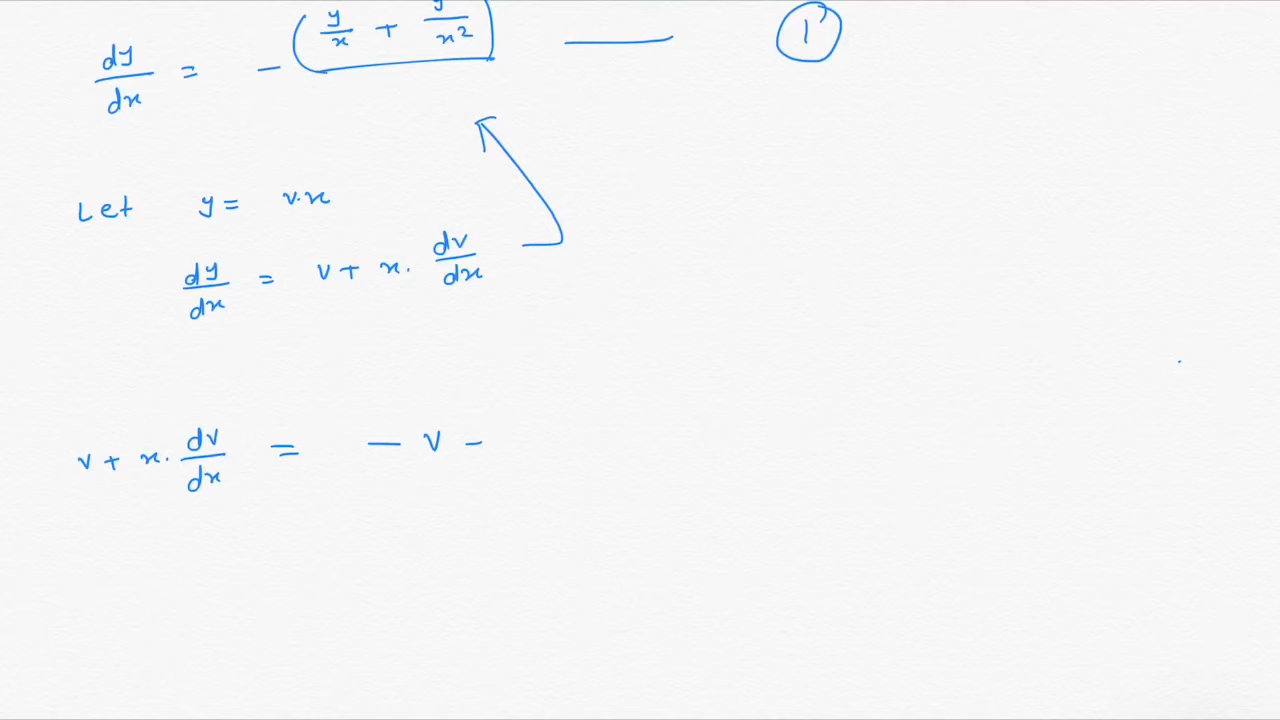 dy/dx = - (y/x + y/x²) —— 1
Let y = v·x
dy/dx = v + x· dv/dx
v + x· dv/dx = - v -